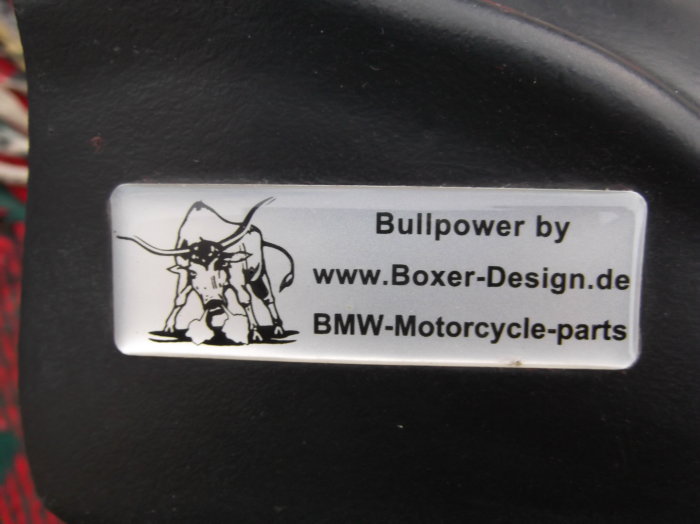 Bullpower by
www.Boxer-Design.de
BMW-Motorcycle-parts